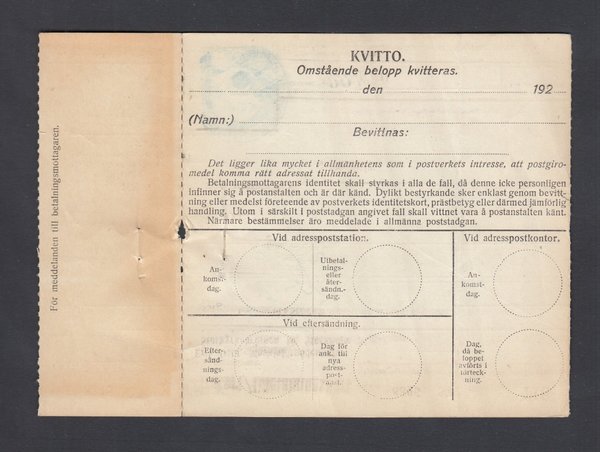 För meddelanden till betalningsmottagaren.
KVITTO.
Omstående belopp kvitteras.
den 192
(Namn:)
Bevittnas:
Det ligger lika mycket i allmänhetens som i postverkets intresse, att postgiro-
medel komma rätt adressat tillhanda.
Betalningsmottagarens identitet skall styrkas i alla de fall, då denne icke personligen
infinner sig å postanstalten och är där känd. Dylikt bestyrkande sker enklast genom bevitt-
ning eller medelst företeende av postverkets identitetskort, prästbetyg eller därmed jämförlig
handling. Utom i särskilt i poststadgan angivet fall skall vittnet vara å postanstalten känt.
Närmare bestämmelser äro meddelade i allmänna poststadgan.
Vid adresspoststation.
An-
komst-
dag.
Utbetal-
nings-
eller
åter-
sändn.-
dag.
Vid adresspostkontor.
An-
komst-
dag.
Vid eftersändning.
Efter-
sänd-
nings-
dag.
Dag för
ank. till
nya
adress-
post-
anst.
Dag,
då be-
loppet
avförts i
förteck-
ning.